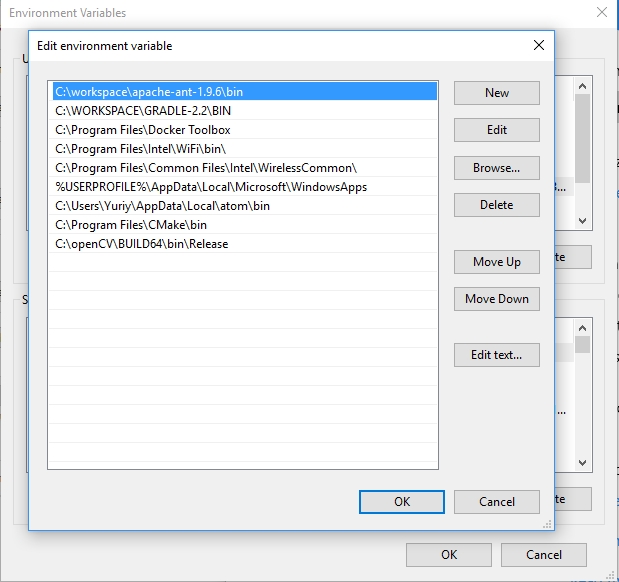 Environment Variables
Edit environment variable
C:\workspace\apache-ant-1.9.6\bin
C:\WORKSPACE\GRADLE-2.2\BIN
C:\Program Files\Docker Toolbox
C:\Program Files\Intel\WiFi\bin\
C:\Program Files\Common Files\Intel\WirelessCommon\
%USERPROFILE%\AppData\Local\Microsoft\WindowsApps
C:\Users\Yuriy\AppData\Local\atom\bin
C:\Program Files\CMake\bin
C:\openCV\BUILD64\bin\Release
New
Edit
Browse...
Delete
Move Up
Move Down
Edit text...
OK
Cancel
OK
Cancel